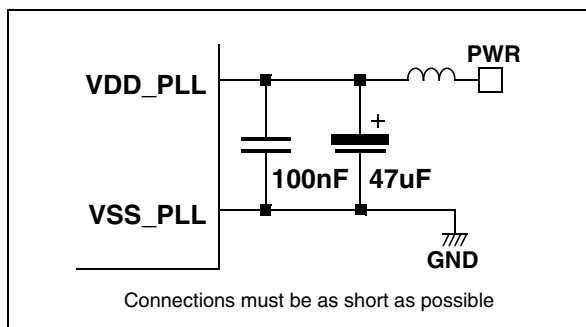 PWR
VDD_PLL
+
100nF 47uF
VSS_PLL
GND
Connections must be as short as possible